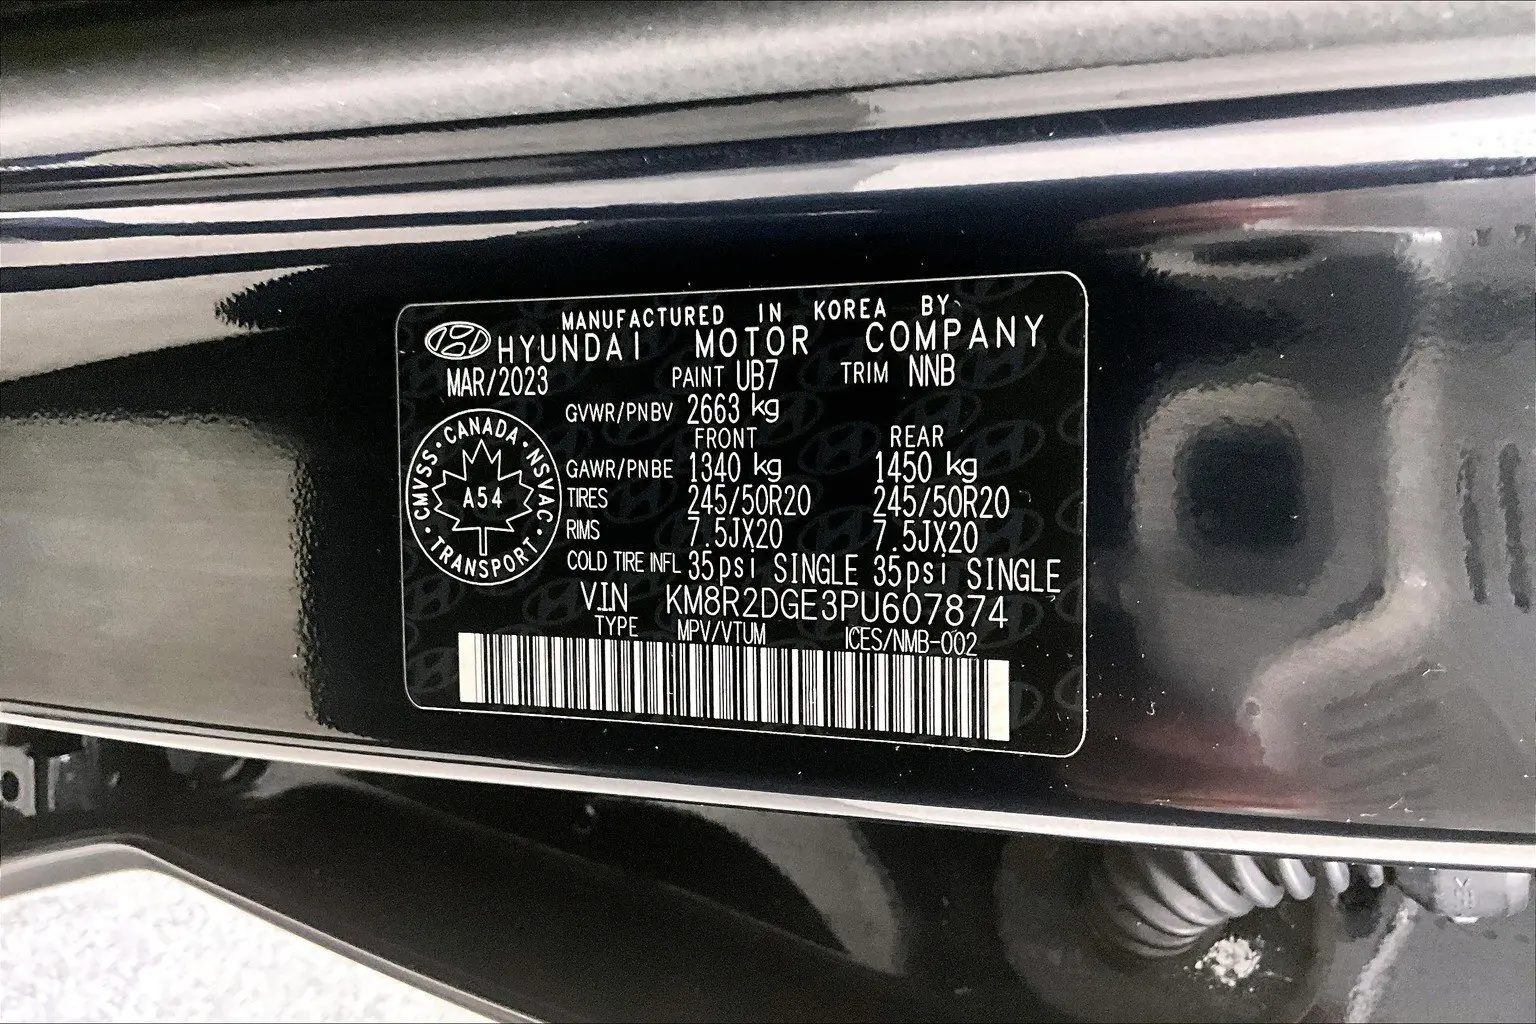 MANUFACTURED IN KOREA BY
HYUNDAI MOTOR COMPANY
MAR/2023 PAINT UB7 TRIM NNB
GVWR/PNBV 2663 kg
FRONT REAR
GAWR/PNBE 1340 kg 1450 kg
TIRES 245/50R20 245/50R20
RIMS 7.5JX20 7.5JX20
COLD TIRE INFL 35psi SINGLE 35psi SINGLE
VIN KM8R2DGE3PU607874
TYPE MPV/VTUM ICES/NMB-002
CANADA · NSVAC · TRANSPORT · CMVSS ·
A54